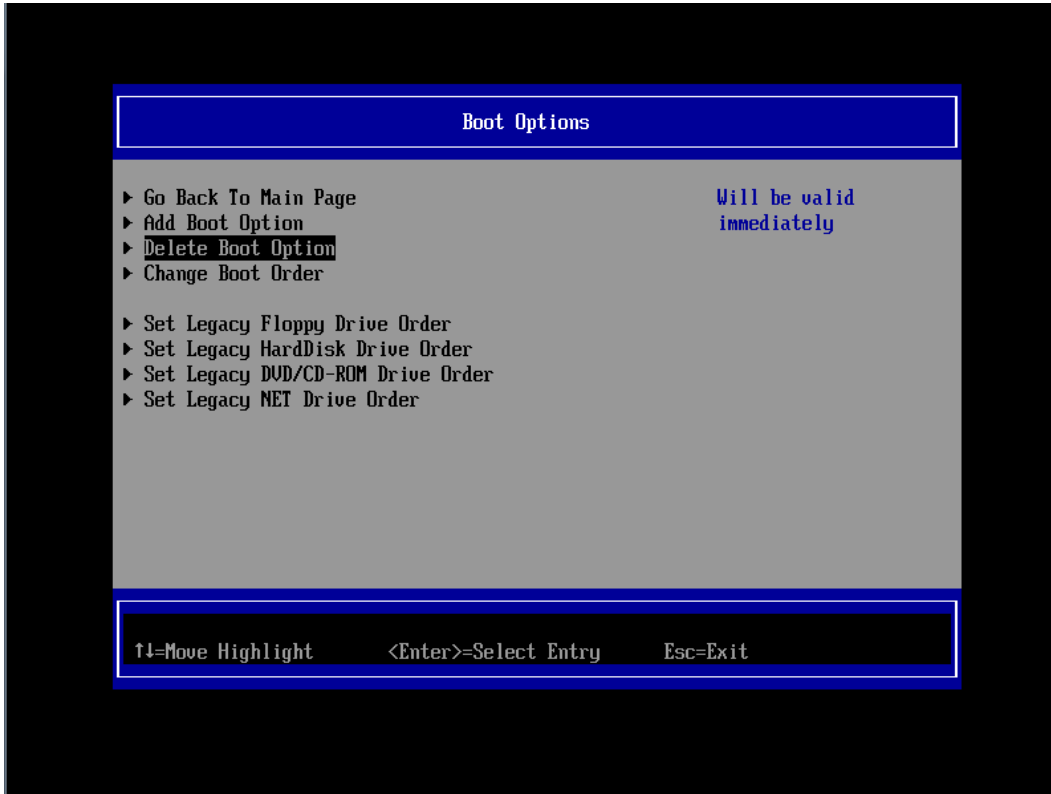 Boot Options
▶ Go Back To Main Page
▶ Add Boot Option
▶ Delete Boot Option
▶ Change Boot Order
Will be valid
immediately
▶ Set Legacy Floppy Drive Order
▶ Set Legacy HardDisk Drive Order
▶ Set Legacy DVD/CD-ROM Drive Order
▶ Set Legacy NET Drive Order
↑↓=Move Highlight <Enter>=Select Entry Esc=Exit